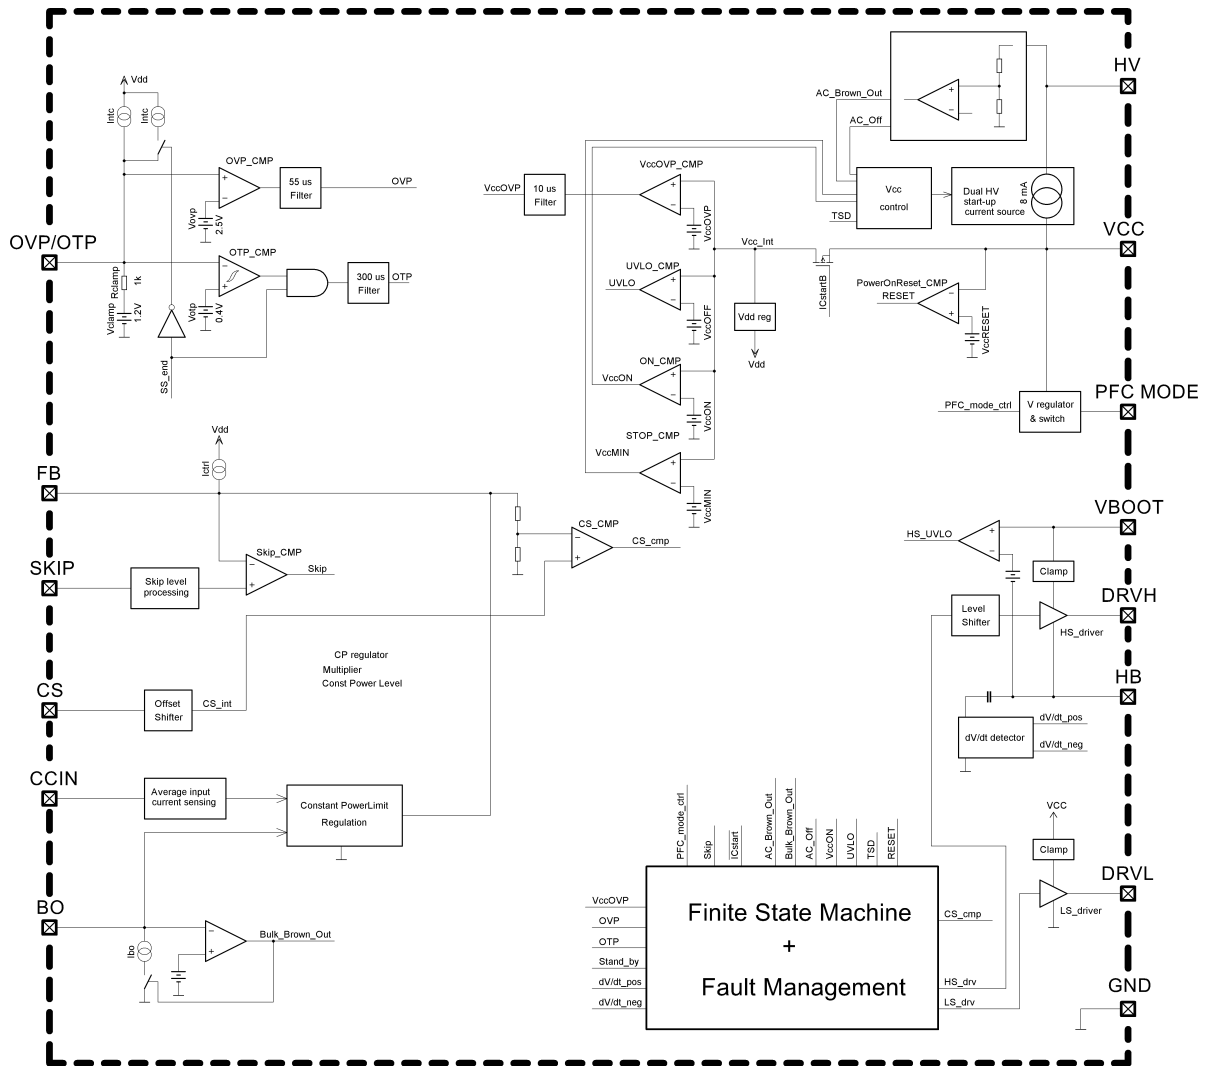 HV
AC_Brown_Out
+
−
AC_Off
Vdd
Intc
Intc
OVP_CMP
+
−
55 us
Filter
OVP
Vovp
2.5V
OVP/OTP
OTP_CMP
−
+
300 us
Filter
OTP
Rclamp
1k
Vclamp
1.2V
Votp
0.4V
SS_end
VccOVP
10 us
Filter
VccOVP_CMP
+
−
VccOVP
Vcc
control
TSD
Dual HV
start-up
current source
8 mA
VCC
Vcc_Int
UVLO_CMP
UVLO
+
−
VccOFF
Vdd reg
Vdd
ICstartB
PowerOnReset_CMP
RESET
−
+
VccRESET
ON_CMP
VccON
+
−
VccON
PFC MODE
PFC_mode_ctrl
V regulator
& switch
STOP_CMP
VccMIN
+
−
VccMIN
Vdd
Ictrl
FB
CS_CMP
−
+
CS_cmp
Skip_CMP
−
+
Skip
SKIP
Skip level
processing
VBOOT
HS_UVLO
+
−
Clamp
DRVH
Level
Shifter
HS_driver
CP regulator
Multiplier
Const Power Level
CS
Offset
Shifter
CS_int
HB
dV/dt detector
dV/dt_pos
dV/dt_neg
CCIN
Average input
current sensing
Constant PowerLimit
Regulation
VCC
Clamp
DRVL
LS_driver
BO
−
+
Bulk_Brown_Out
Ibo
PFC_mode_ctrl
Skip
ICstart
AC_Brown_Out
Bulk_Brown_Out
AC_Off
VccON
UVLO
TSD
RESET
VccOVP
OVP
OTP
Stand_by
dV/dt_pos
dV/dt_neg
Finite State Machine
+
Fault Management
CS_cmp
HS_drv
LS_drv
GND